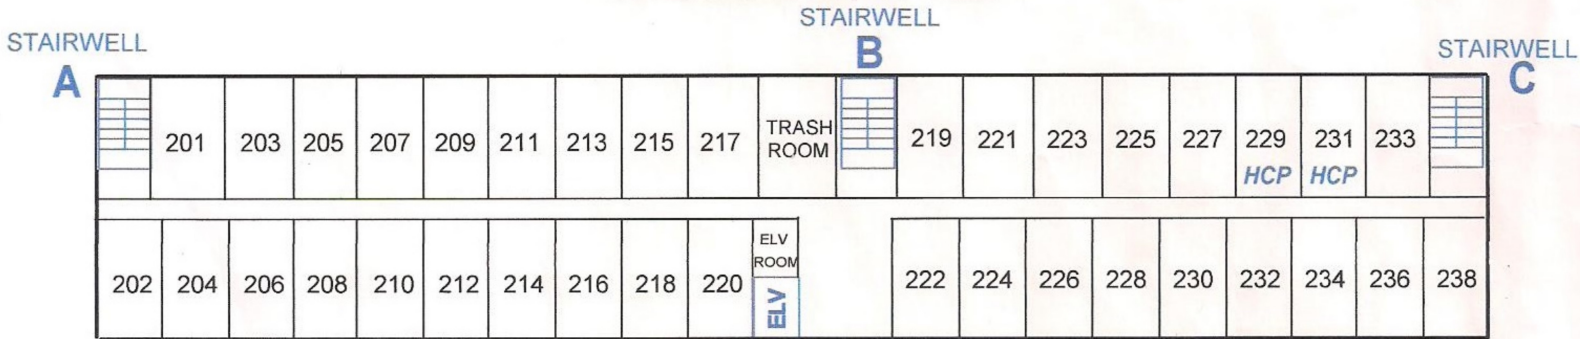 STAIRWELL
B
STAIRWELL
A
STAIRWELL
C
201 203 205 207 209 211 213 215 217 TRASH ROOM 219 221 223 225 227 229 231 233
HCP HCP
ELV
ROOM
202 204 206 208 210 212 214 216 218 220 222 224 226 228 230 232 234 236 238
ELV